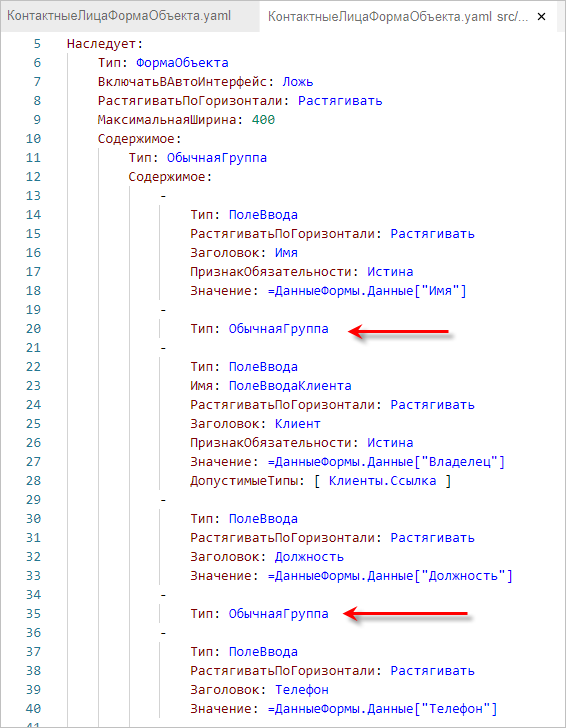 КонтактныеЛицаФормаОбъекта.yaml КонтактныеЛицаФормаОбъекта.yaml src/... ×
5 Наследует:
6 Тип: ФормаОбъекта
7 ВключатьВАвтоИнтерфейс: Ложь
8 РастягиватьПоГоризонтали: Растягивать
9 МаксимальнаяШирина: 400
10 Содержимое:
11 Тип: ОбычнаяГруппа
12 Содержимое:
13 -
14 Тип: ПолеВвода
15 РастягиватьПоГоризонтали: Растягивать
16 Заголовок: Имя
17 ПризнакОбязательности: Истина
18 Значение: =ДанныеФормы.Данные["Имя"]
19 -
20 Тип: ОбычнаяГруппа
21 -
22 Тип: ПолеВвода
23 Имя: ПолеВводаКлиента
24 РастягиватьПоГоризонтали: Растягивать
25 Заголовок: Клиент
26 ПризнакОбязательности: Истина
27 Значение: =ДанныеФормы.Данные["Владелец"]
28 ДопустимыеТипы: [ Клиенты.Ссылка ]
29 -
30 Тип: ПолеВвода
31 РастягиватьПоГоризонтали: Растягивать
32 Заголовок: Должность
33 Значение: =ДанныеФормы.Данные["Должность"]
34 -
35 Тип: ОбычнаяГруппа
36 -
37 Тип: ПолеВвода
38 РастягиватьПоГоризонтали: Растягивать
39 Заголовок: Телефон
40 Значение: =ДанныеФормы.Данные["Телефон"]